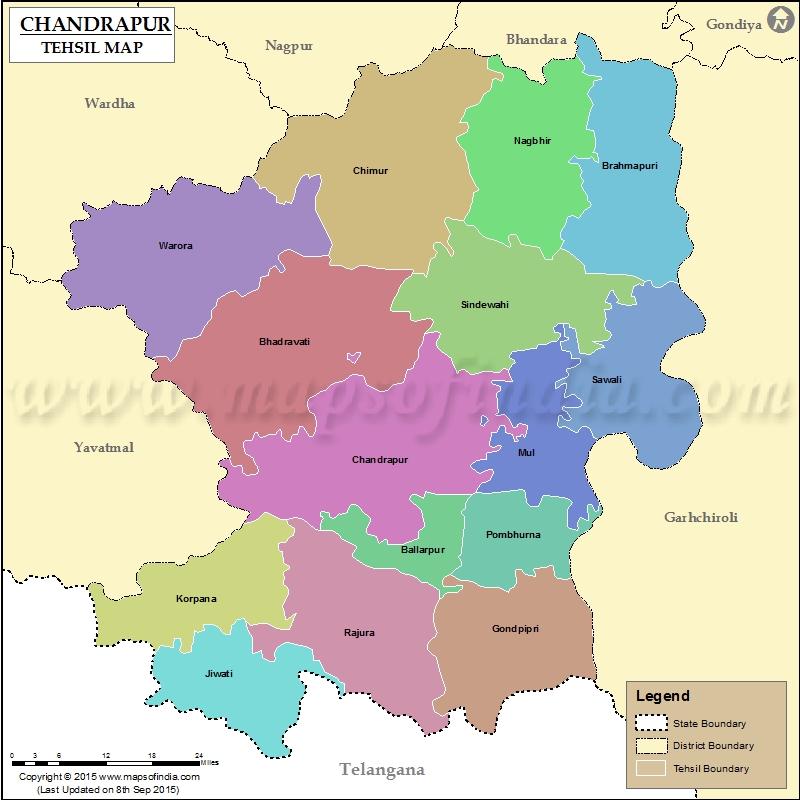 CHANDRAPUR
TEHSIL MAP
Nagpur
Bhandara
Gondiya
N
Wardha
Nagbhir
Brahmapuri
Chimur
Warora
Sindewahi
Bhadravati
Sawali
www.mapsofindia.com
Yavatmal
Chandrapur
Mul
Garhchiroli
Pombhurna
Ballarpur
Korpana
Rajura
Gondpipri
Jiwati
Legend
State Boundary
District Boundary
Tehsil Boundary
0 3 6 12 18 24
Miles
Telangana
Copyright © 2015 www.mapsofindia.com
(Last Updated on 8th Sep 2015)